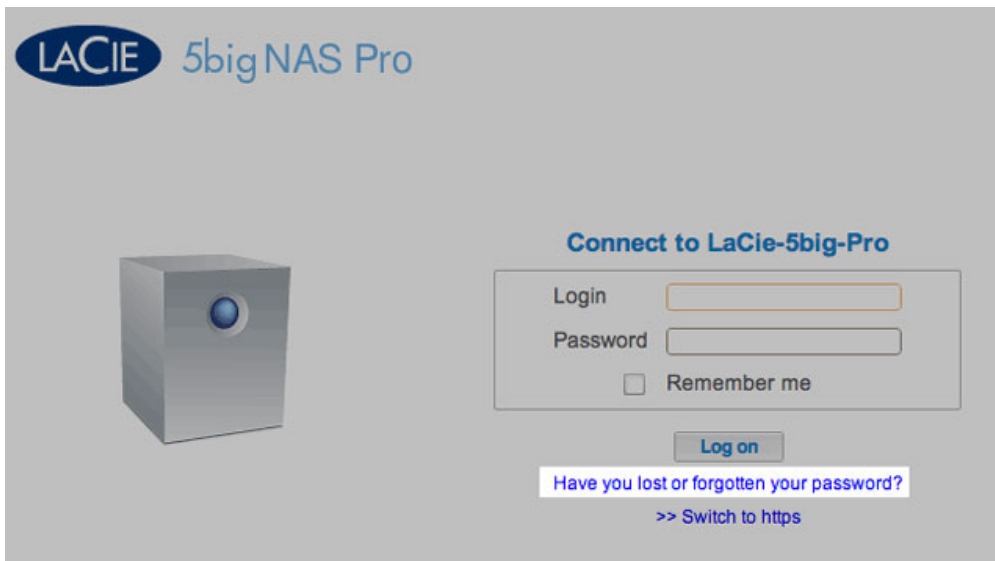 LACIE 5big NAS Pro
Connect to LaCie-5big-Pro
Login
Password
Remember me
Log on
Have you lost or forgotten your password?
>> Switch to https